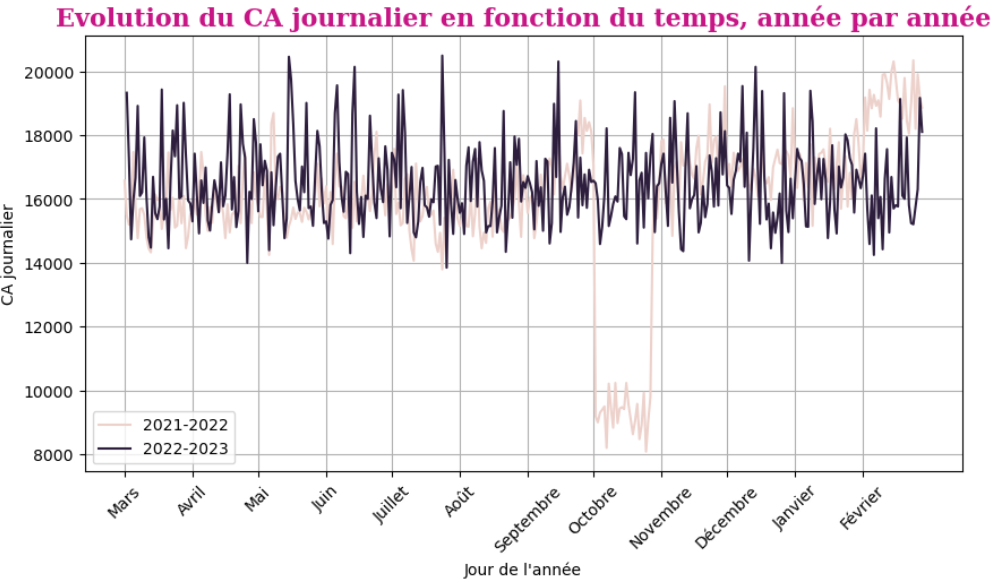 Evolution du CA journalier en fonction du temps, année par année
CA journalier
20000
18000
16000
14000
12000
10000
8000
2021-2022
2022-2023
Mars
Avril
Mai
Juin
Juillet
Août
Septembre
Octobre
Novembre
Décembre
Janvier
Février
Jour de l'année